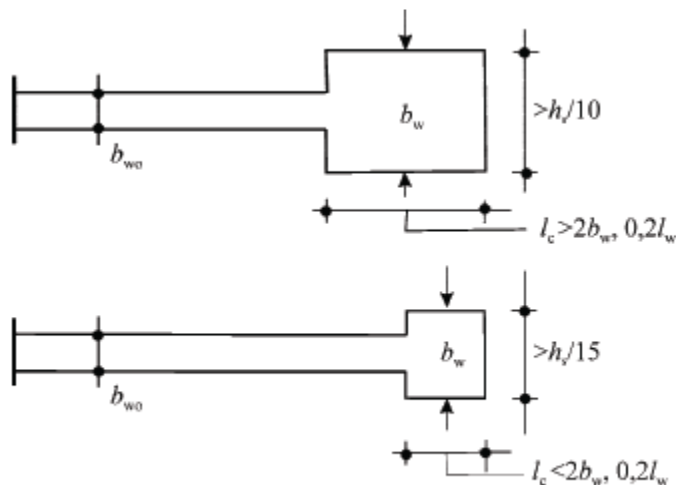 b_w
>h_s/10
b_wo
l_c>2b_w, 0,2l_w
b_w
>h_s/15
b_wo
l_c<2b_w, 0,2l_w